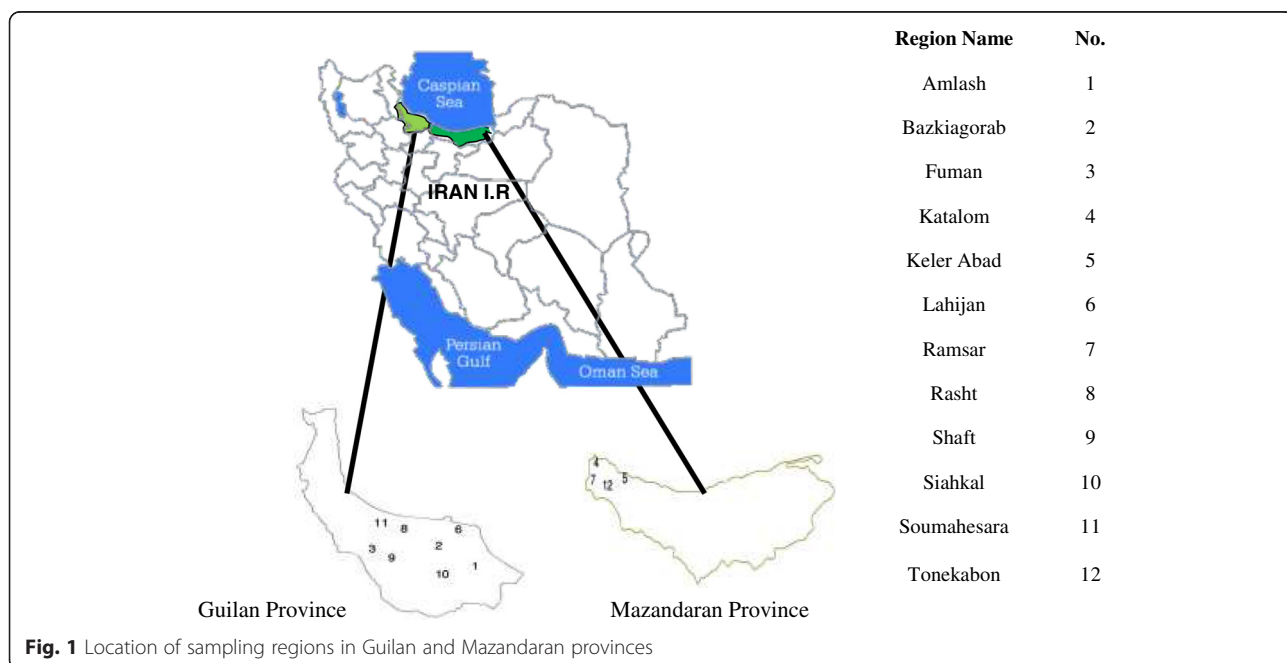 Region Name No.
Amlash 1
Bazkiagorab 2
Fuman 3
Katalom 4
Keler Abad 5
Lahijan 6
Ramsar 7
Rasht 8
Shaft 9
Siahkal 10
Soumahesara 11
Tonekabon 12
Caspian
Sea
IRAN I.R
Persian
Gulf
Oman Sea
11 8 6
3 9 2
10 1
Guilan Province
4
7 12 5
Mazandaran Province
Fig. 1 Location of sampling regions in Guilan and Mazandaran provinces